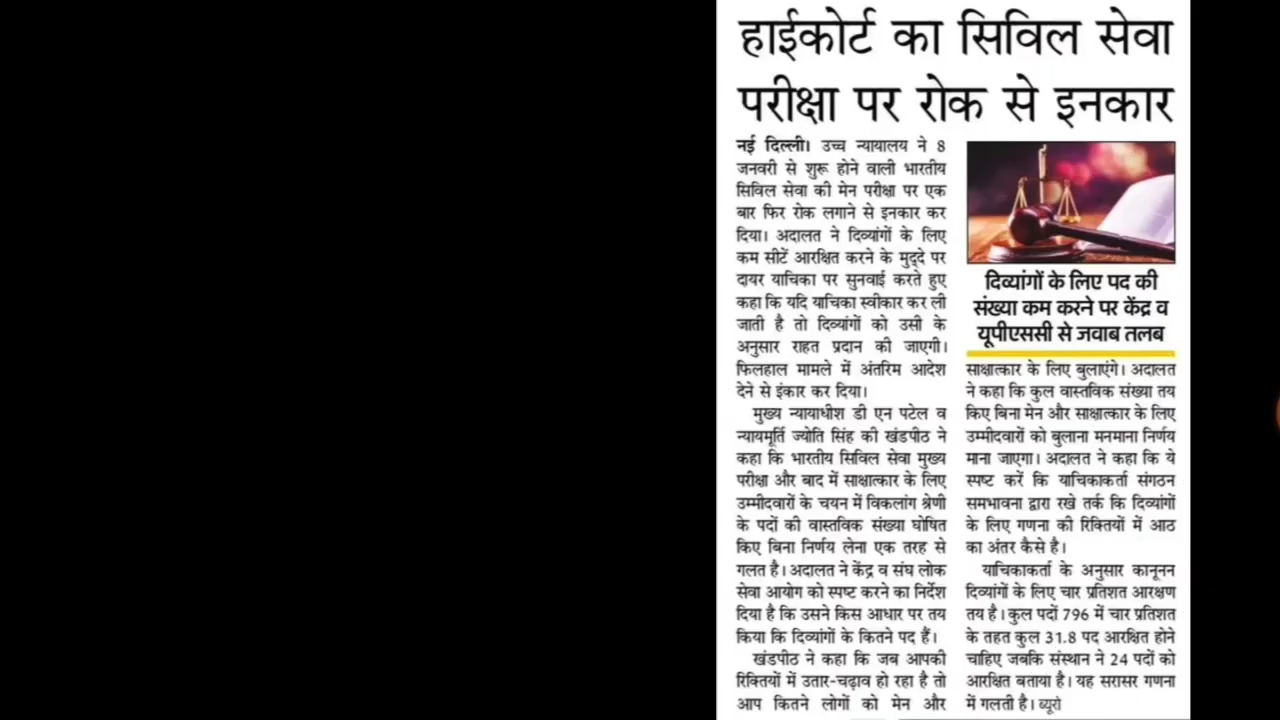 हाईकोर्ट का सिविल सेवा
परीक्षा पर रोक से इनकार
नई दिल्ली। उच्च न्यायालय ने 8
जनवरी से शुरू होने वाली भारतीय
सिविल सेवा की मेन परीक्षा पर एक
बार फिर रोक लगाने से इनकार कर
दिया। अदालत ने दिव्यांगों के लिए
कम सीटें आरक्षित करने के मुद्दे पर
दायर याचिका पर सुनवाई करते हुए
कहा कि यदि याचिका स्वीकार कर ली
जाती है तो दिव्यांगों को उसी के
अनुसार राहत प्रदान की जाएगी।
फिलहाल मामले में अंतरिम आदेश
देने से इंकार कर दिया।
मुख्य न्यायाधीश डी एन पटेल व
न्यायमूर्ति ज्योति सिंह की खंडपीठ ने
कहा कि भारतीय सिविल सेवा मुख्य
परीक्षा और बाद में साक्षात्कार के लिए
उम्मीदवारों के चयन में विकलांग श्रेणी
के पदों की वास्तविक संख्या घोषित
किए बिना निर्णय लेना एक तरह से
गलत है। अदालत ने केंद्र व संघ लोक
सेवा आयोग को स्पष्ट करने का निर्देश
दिया है कि उसने किस आधार पर तय
किया कि दिव्यांगों के कितने पद हैं।
खंडपीठ ने कहा कि जब आपकी
रिक्तियों में उतार-चढ़ाव हो रहा है तो
आप कितने लोगों को मेन और
दिव्यांगों के लिए पद की
संख्या कम करने पर केंद्र व
यूपीएससी से जवाब तलब
साक्षात्कार के लिए बुलाएंगे। अदालत
ने कहा कि कुल वास्तविक संख्या तय
किए बिना मेन और साक्षात्कार के लिए
उम्मीदवारों को बुलाना मनमाना निर्णय
माना जाएगा। अदालत ने कहा कि ये
स्पष्ट करें कि याचिकाकर्ता संगठन
समभावना द्वारा रखे तर्क कि दिव्यांगों
के लिए गणना की रिक्तियों में आठ
का अंतर कैसे है।
याचिकाकर्ता के अनुसार कानूनन
दिव्यांगों के लिए चार प्रतिशत आरक्षण
तय है। कुल पदों 796 में चार प्रतिशत
के तहत कुल 31.8 पद आरक्षित होने
चाहिए जबकि संस्थान ने 24 पदों को
आरक्षित बताया है। यह सरासर गणना
में गलती है। ब्यूरो